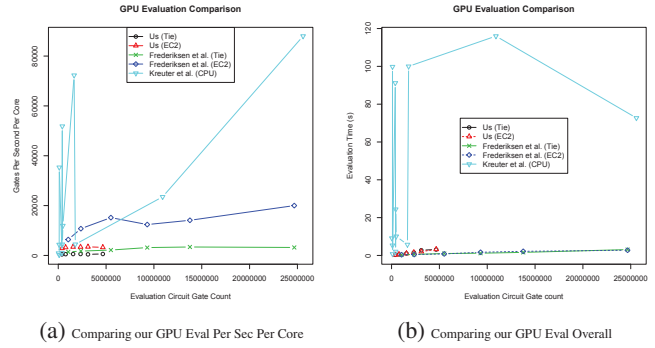 GPU Evaluation Comparison
Gates Per Second Per Core
80000
60000
40000
20000
0
Us (Tie)
Us (EC2)
Frederiksen et al. (Tie)
Frederiksen et al. (EC2)
Kreuter et al. (CPU)
0 5000000 10000000 15000000 20000000 25000000
Evaluation Circuit Gate Count
(a) Comparing our GPU Eval Per Sec Per Core
GPU Evaluation Comparison
Evaluation Time (s)
120
100
80
60
40
20
0
Us (Tie)
Us (EC2)
Frederiksen et al. (Tie)
Frederiksen et al. (EC2)
Kreuter et al. (CPU)
0 5000000 10000000 15000000 20000000 25000000
Evaluation Circuit Gate Count
(b) Comparing our GPU Eval Overall